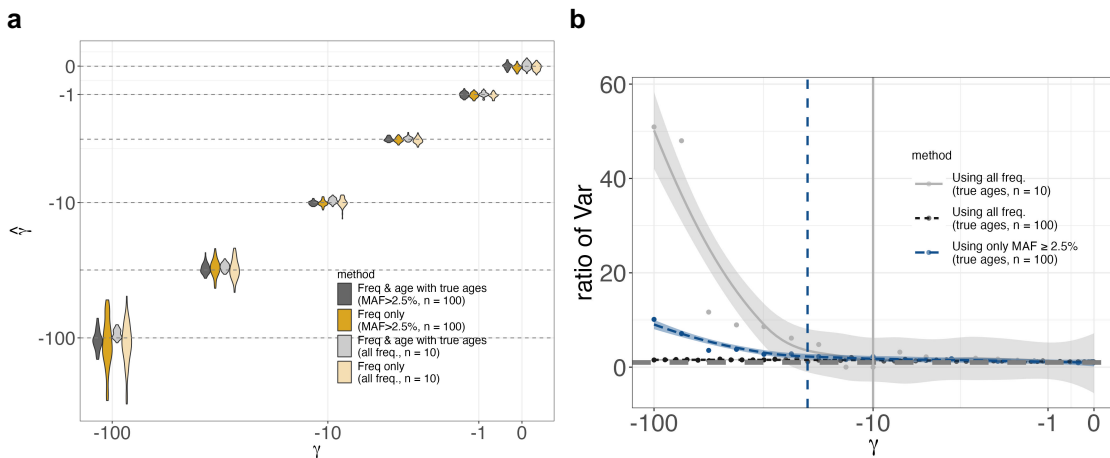 a
0
-1
-10
-100
γ̂
method
Freq & age with true ages
(MAF>2.5%, n = 100)
Freq only
(MAF>2.5%, n = 100)
Freq & age with true ages
(all freq., n = 10)
Freq only
(all freq., n = 10)
-100
-10
-1
0
γ
b
60
40
20
0
ratio of Var
method
Using all freq.
(true ages, n = 10)
Using all freq.
(true ages, n = 100)
Using only MAF ≥ 2.5%
(true ages, n = 100)
-100
-10
-1
0
γ